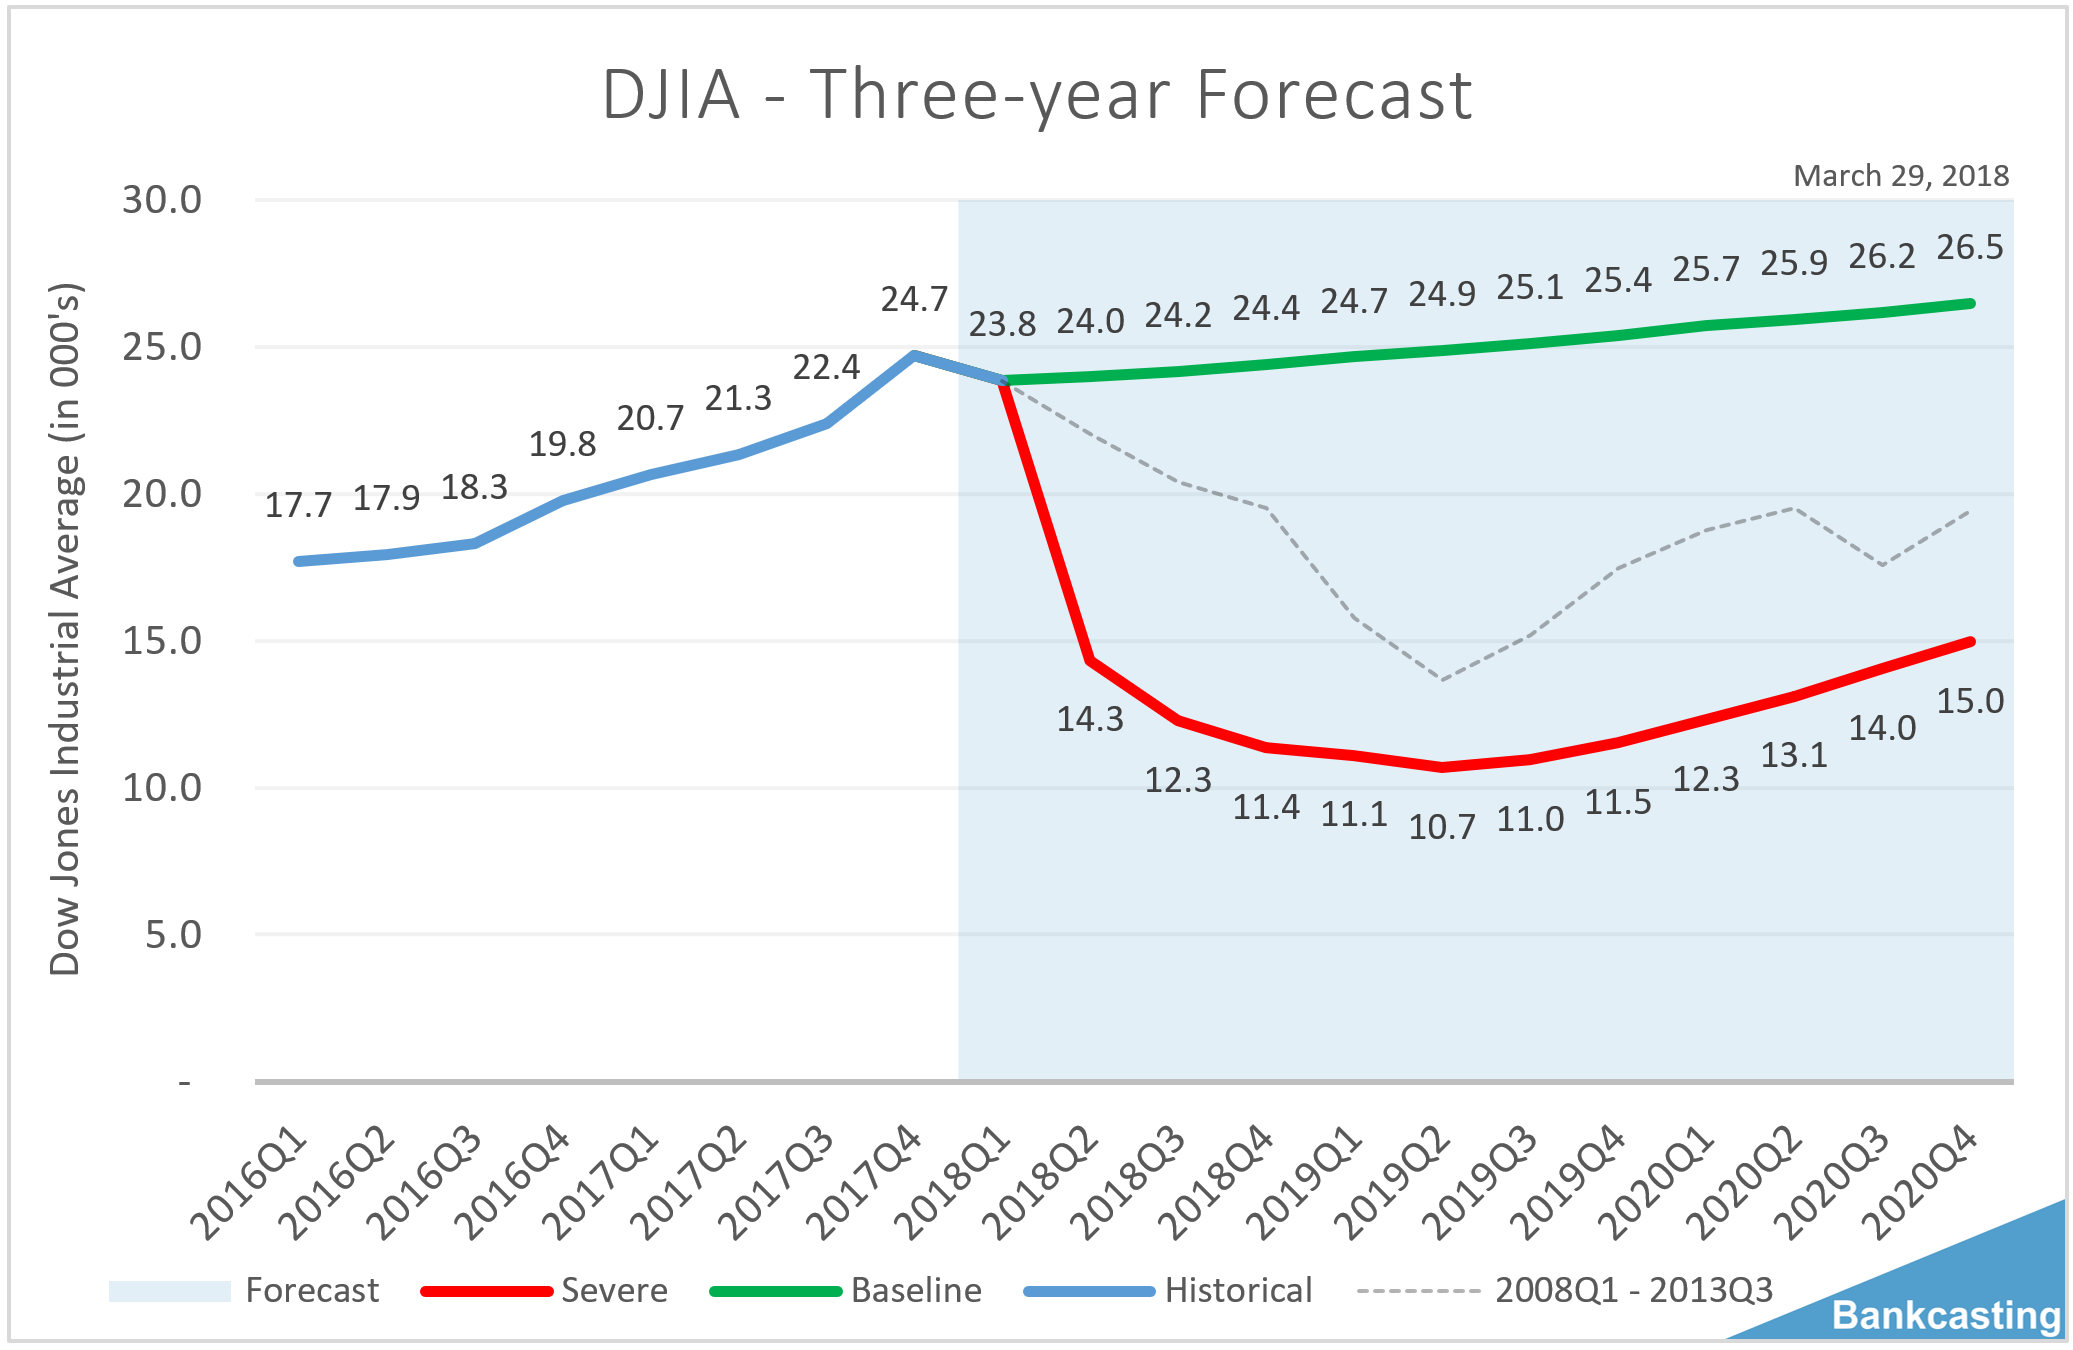 DJIA - Three-year Forecast
March 29, 2018
Dow Jones Industrial Average (in 000's)
30.0
25.0
20.0
15.0
10.0
5.0
-
17.7
17.9
18.3
19.8
20.7
21.3
22.4
24.7
23.8
24.0
24.2
24.4
24.7
24.9
25.1
25.4
25.7
25.9
26.2
26.5
14.3
12.3
11.4
11.1
10.7
11.0
11.5
12.3
13.1
14.0
15.0
2016Q1
2016Q2
2016Q3
2016Q4
2017Q1
2017Q2
2017Q3
2017Q4
2018Q1
2018Q2
2018Q3
2018Q4
2019Q1
2019Q2
2019Q3
2019Q4
2020Q1
2020Q2
2020Q3
2020Q4
Forecast
Severe
Baseline
Historical
2008Q1 - 2013Q3
Bankcasting